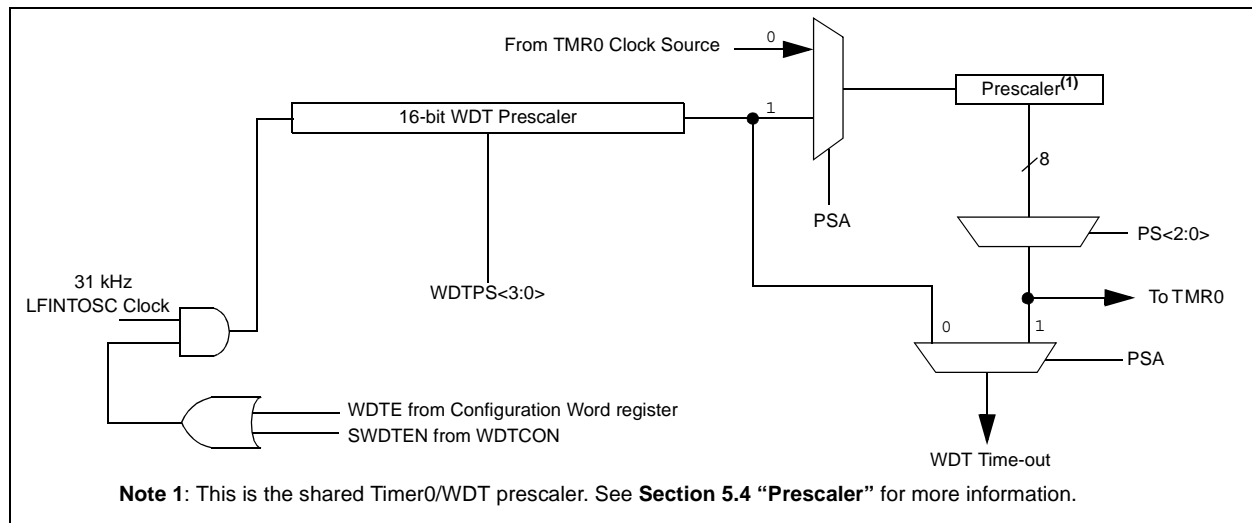 From TMR0 Clock Source
0
Prescaler(1)
16-bit WDT Prescaler
1
8
PSA
PS<2:0>
31 kHz
LFINTOSC Clock
WDTPS<3:0>
To TMR0
0
1
PSA
WDTE from Configuration Word register
SWDTEN from WDTCON
WDT Time-out
Note 1: This is the shared Timer0/WDT prescaler. See Section 5.4 “Prescaler” for more information.